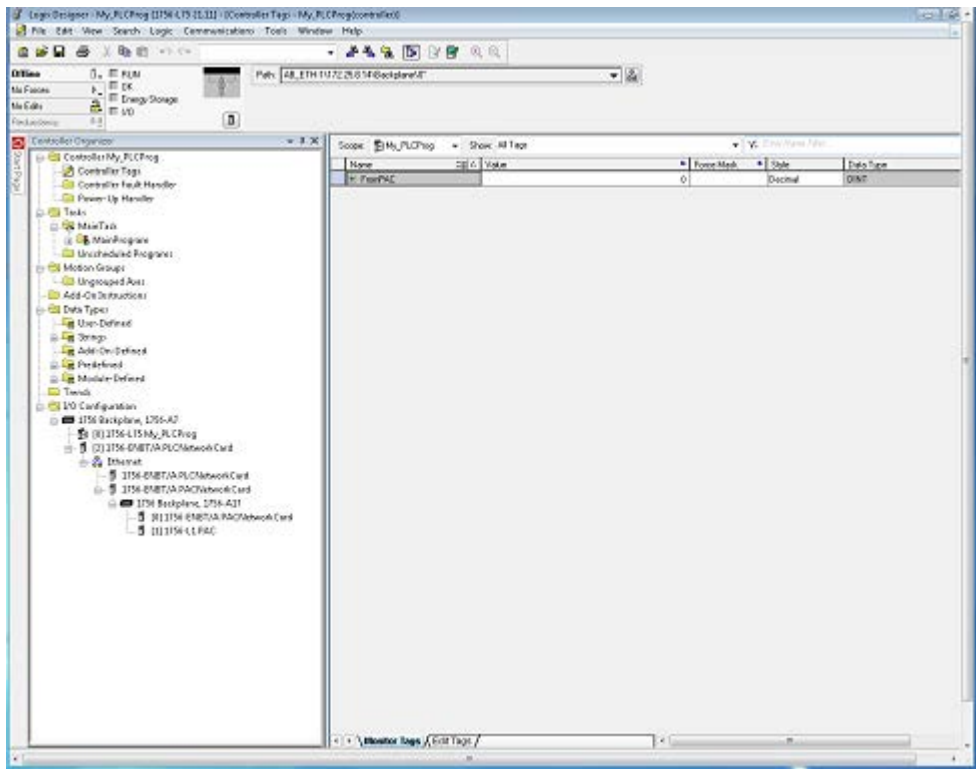 Logix Designer - My_PLCProg [1756-L75 21.11] - [Controller Tags - My_PLCProg(controller)]
File Edit View Search Logic Communications Tools Window Help
Offline
RUN
No Forces
OK
Energy Storage
No Edits
I/O
Redundancy
Path: AB_ETH-1\172.25.8.14\Backplane\0*
Start Page
Controller Organizer
Controller My_PLCProg
Controller Tags
Controller Fault Handler
Power-Up Handler
Tasks
MainTask
MainProgram
Unscheduled Programs
Motion Groups
Ungrouped Axes
Add-On Instructions
Data Types
User-Defined
Strings
Add-On-Defined
Predefined
Module-Defined
Trends
I/O Configuration
1756 Backplane, 1756-A7
[0] 1756-L75 My_PLCProg
[2] 1756-ENBT/A PLCNetworkCard
Ethernet
1756-ENBT/A PLCNetworkCard
1756-ENBT/A PACNetworkCard
1756 Backplane, 1756-A17
[0] 1756-ENBT/A PACNetworkCard
[1] 1756-L1 PAC
Scope: My_PLCProg Show: All Tags
Enter Name Filter
Name Value Force Mask Style Data Type
FromPAC 0 Decimal DINT
Monitor Tags Edit Tags